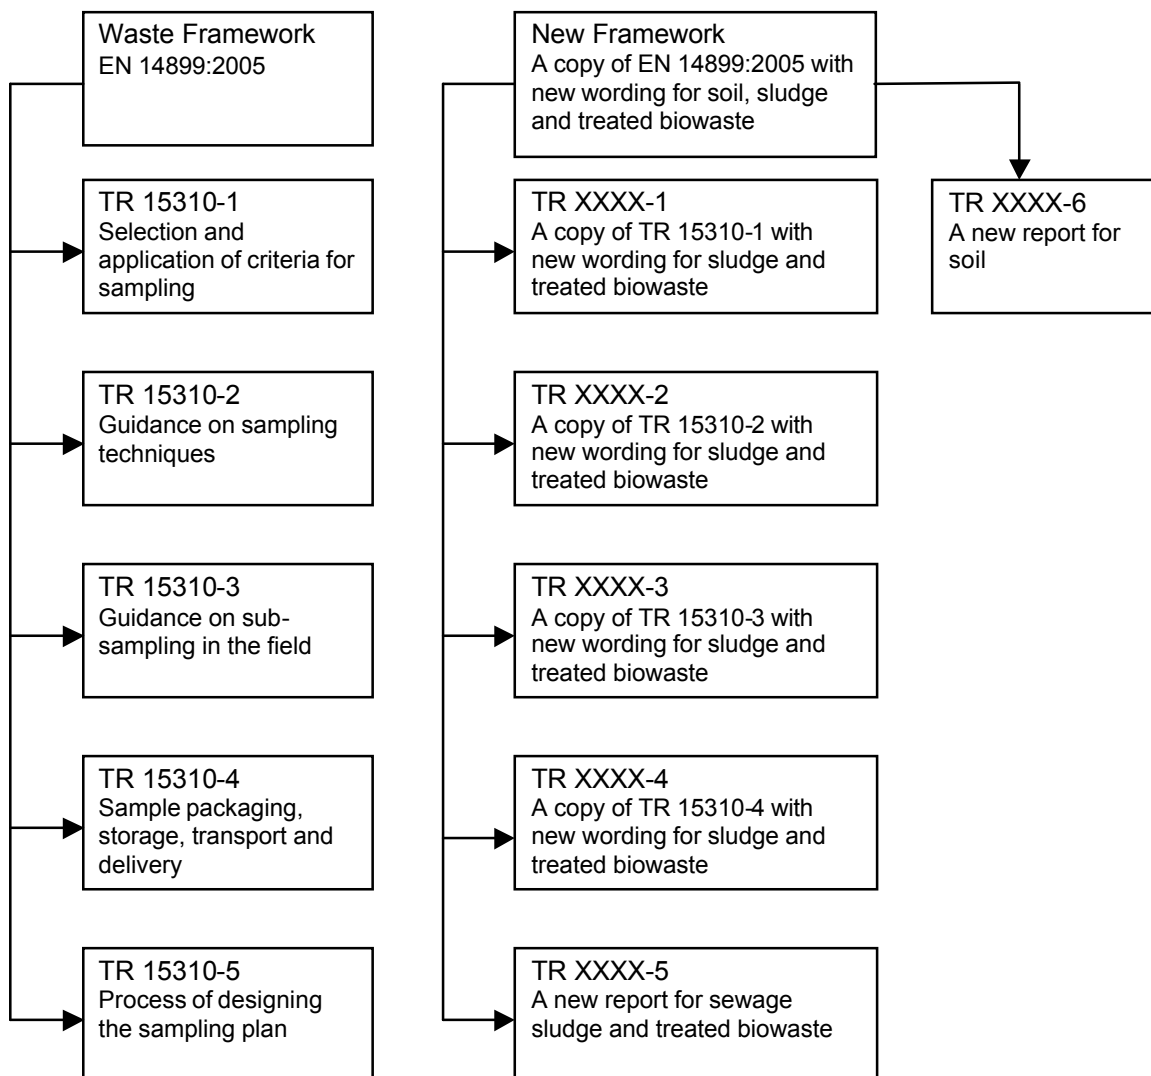 Waste Framework
EN 14899:2005
New Framework
A copy of EN 14899:2005 with
new wording for soil, sludge
and treated biowaste
TR 15310-1
Selection and
application of criteria for
sampling
TR XXXX-1
A copy of TR 15310-1 with
new wording for sludge and
treated biowaste
TR XXXX-6
A new report for
soil
TR 15310-2
Guidance on sampling
techniques
TR XXXX-2
A copy of TR 15310-2 with
new wording for sludge and
treated biowaste
TR 15310-3
Guidance on sub-
sampling in the field
TR XXXX-3
A copy of TR 15310-3 with
new wording for sludge and
treated biowaste
TR 15310-4
Sample packaging,
storage, transport and
delivery
TR XXXX-4
A copy of TR 15310-4 with
new wording for sludge and
treated biowaste
TR 15310-5
Process of designing
the sampling plan
TR XXXX-5
A new report for sewage
sludge and treated biowaste